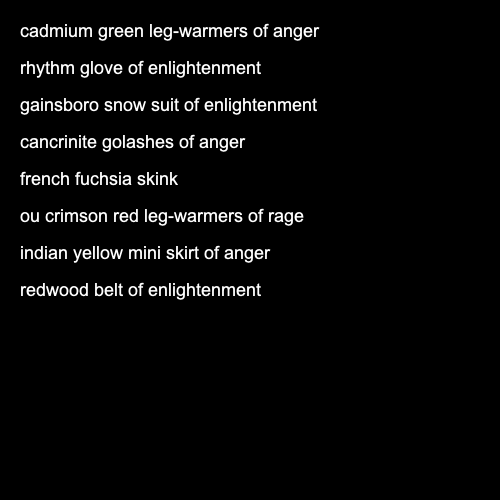 cadmium green leg-warmers of anger
rhythm glove of enlightenment
gainsboro snow suit of enlightenment
cancrinite golashes of anger
french fuchsia skink
ou crimson red leg-warmers of rage
indian yellow mini skirt of anger
redwood belt of enlightenment